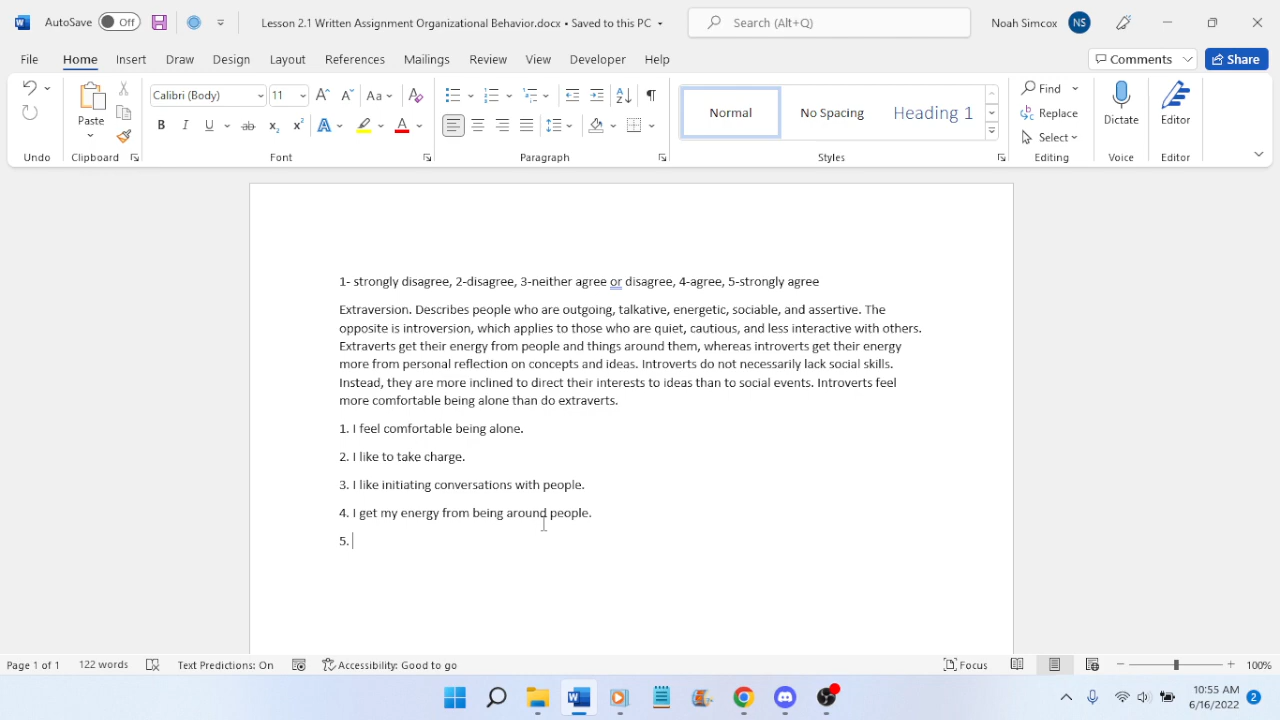 AutoSave Off Lesson 2.1 Written Assignment Organizational Behavior.docx • Saved to this PC Search (Alt+Q) Noah Simcox NS
File Home Insert Draw Design Layout References Mailings Review View Developer Help Comments Share
Calibri (Body) 11 Aa Normal No Spacing Heading 1 Find
Paste Replace Dictate Editor
B I U ab x₂ x² A A Select
Undo Clipboard Font Paragraph Styles Editing Voice Editor
1- strongly disagree, 2-disagree, 3-neither agree or disagree, 4-agree, 5-strongly agree
Extraversion. Describes people who are outgoing, talkative, energetic, sociable, and assertive. The
opposite is introversion, which applies to those who are quiet, cautious, and less interactive with others.
Extraverts get their energy from people and things around them, whereas introverts get their energy
more from personal reflection on concepts and ideas. Introverts do not necessarily lack social skills.
Instead, they are more inclined to direct their interests to ideas than to social events. Introverts feel
more comfortable being alone than do extraverts.
1. I feel comfortable being alone.
2. I like to take charge.
3. I like initiating conversations with people.
4. I get my energy from being around people.
5.
Page 1 of 1 122 words Text Predictions: On Accessibility: Good to go Focus 100%
10:55 AM
6/16/2022 2